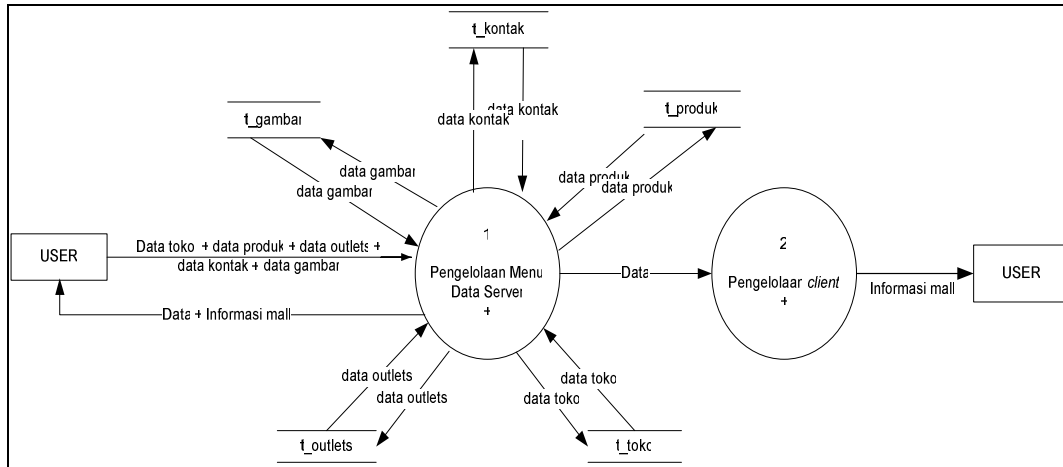 t_kontak
data kontak
data kontak
t_gambar
data gambar
data gambar
t_produk
data produk
data produk
USER
Data toko + data produk + data outlets +
data kontak + data gambar
1
Pengelolaan Menu
Data Server
+
Data
2
Pengelolaar client
+
Informasi mall
USER
Data + Informasi mall
data outlets
data outlets
t_outlets
data toko
data toko
t_toko